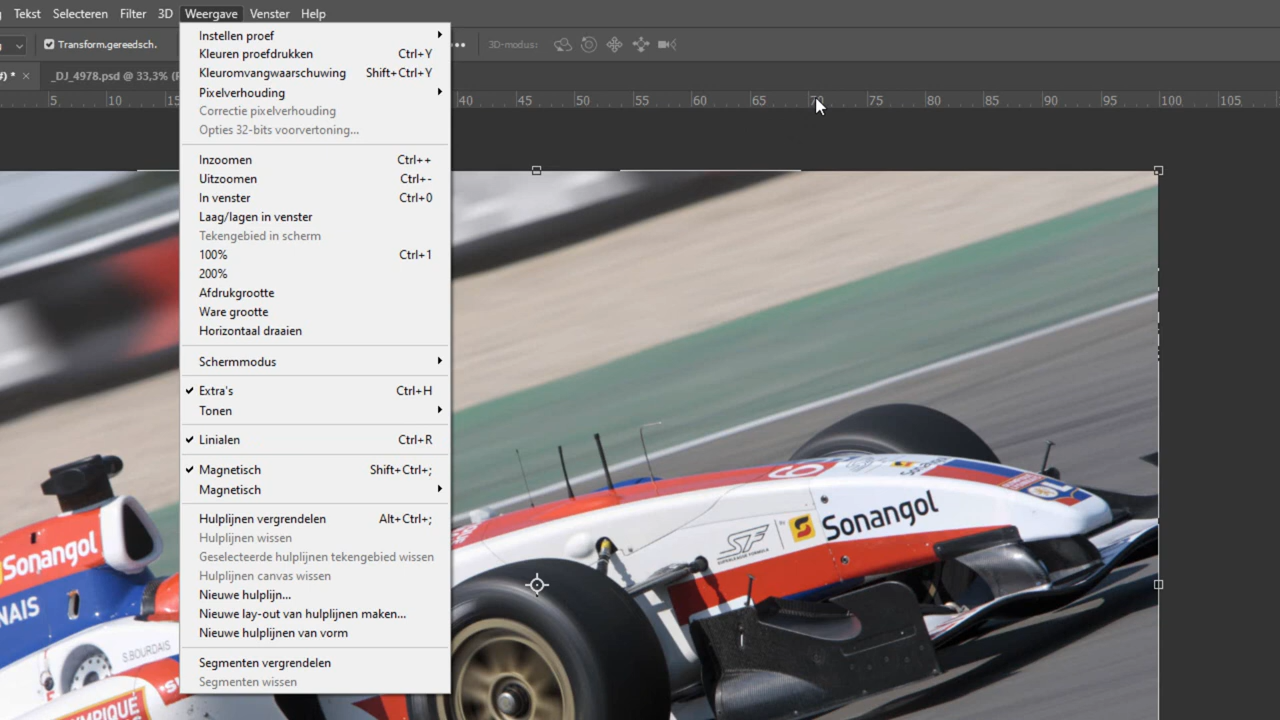 Tekst Selecteren Filter 3D Weergave Venster Help
Transform.gereedsch. 3D-modus:
_DJ_4978.psd @ 33,3%
5 10 15 40 45 50 55 60 65 70 75 80 85 90 95 100 105
Instellen proef
Kleuren proefdrukken Ctrl+Y
Kleuromvangwaarschuwing Shift+Ctrl+Y
Pixelverhouding
Correctie pixelverhouding
Opties 32-bits voorvertoning...
Inzoomen Ctrl++
Uitzoomen Ctrl+-
In venster Ctrl+0
Laag/lagen in venster
Tekengebied in scherm
100% Ctrl+1
200%
Afdrukgrootte
Ware grootte
Horizontaal draaien
Schermmodus
Extra's Ctrl+H
Tonen
Linialen Ctrl+R
Magnetisch Shift+Ctrl+;
Magnetisch
Hulplijnen vergrendelen Alt+Ctrl+;
Hulplijnen wissen
Geselecteerde hulplijnen tekengebied wissen
Hulplijnen canvas wissen
Nieuwe hulplijn...
Nieuwe lay-out van hulplijnen maken...
Nieuwe hulplijnen van vorm
Segmenten vergrendelen
Segmenten wissen
6
Sonangol
SF
Sonangol
NAIS
S.BOURDAIS
OL